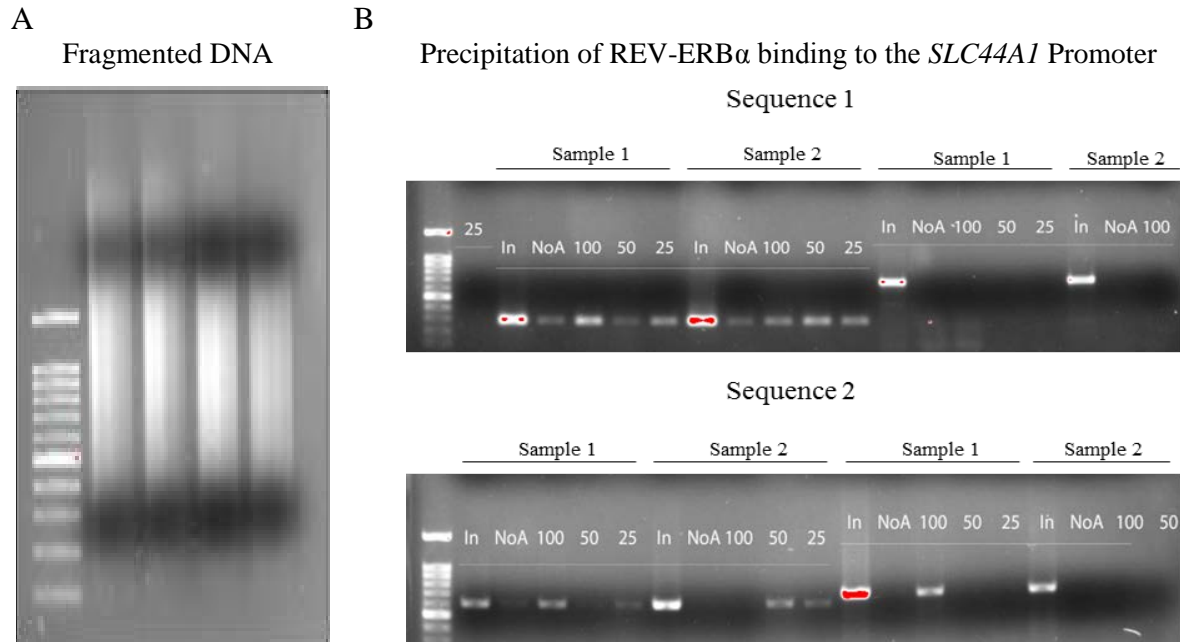 A
B
Fragmented DNA
Precipitation of REV-ERBα binding to the SLC44A1 Promoter
Sequence 1
Sample 1 Sample 2 Sample 1 Sample 2
25 In NoA 100 50 25 In NoA 100 50 25 In NoA 100 50 25 In NoA 100
Sequence 2
Sample 1 Sample 2 Sample 1 Sample 2
In NoA 100 50 25 In NoA 100 50 25 In NoA 100 50 25 In NoA 100 50